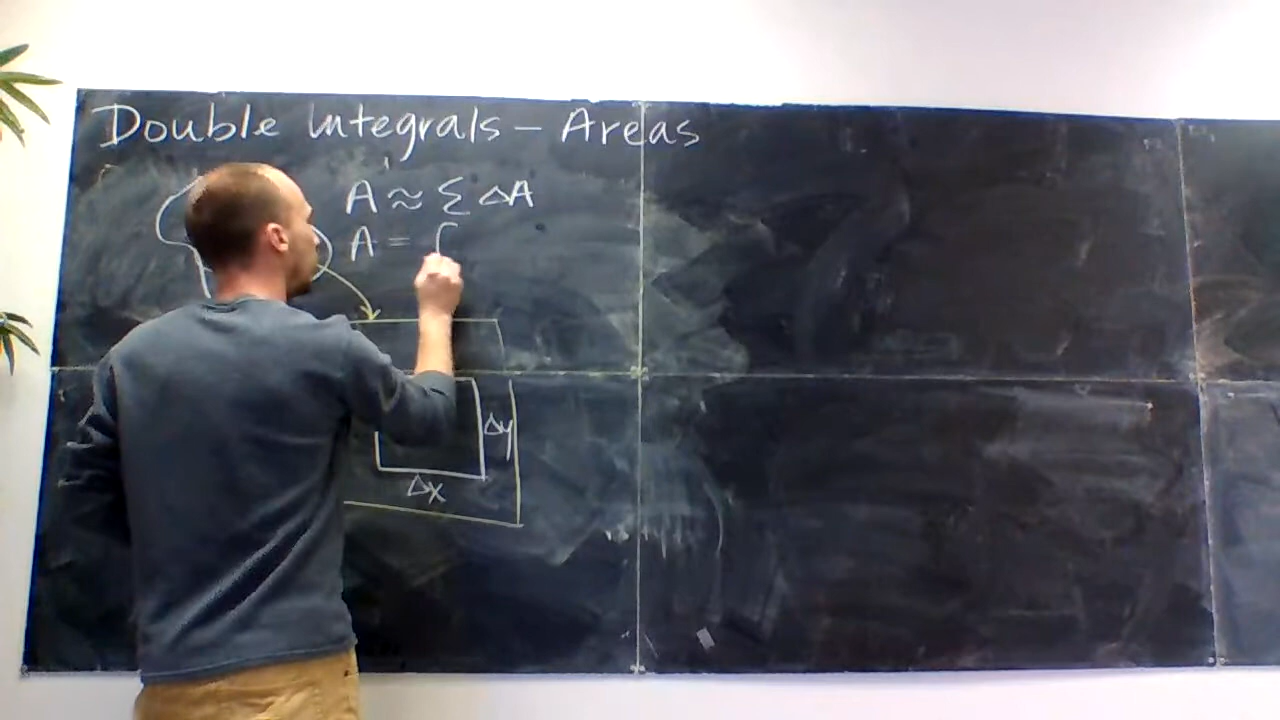 Double Integrals - Areas
A ≈ Σ ΔA
A = ∫
Δy
Δx